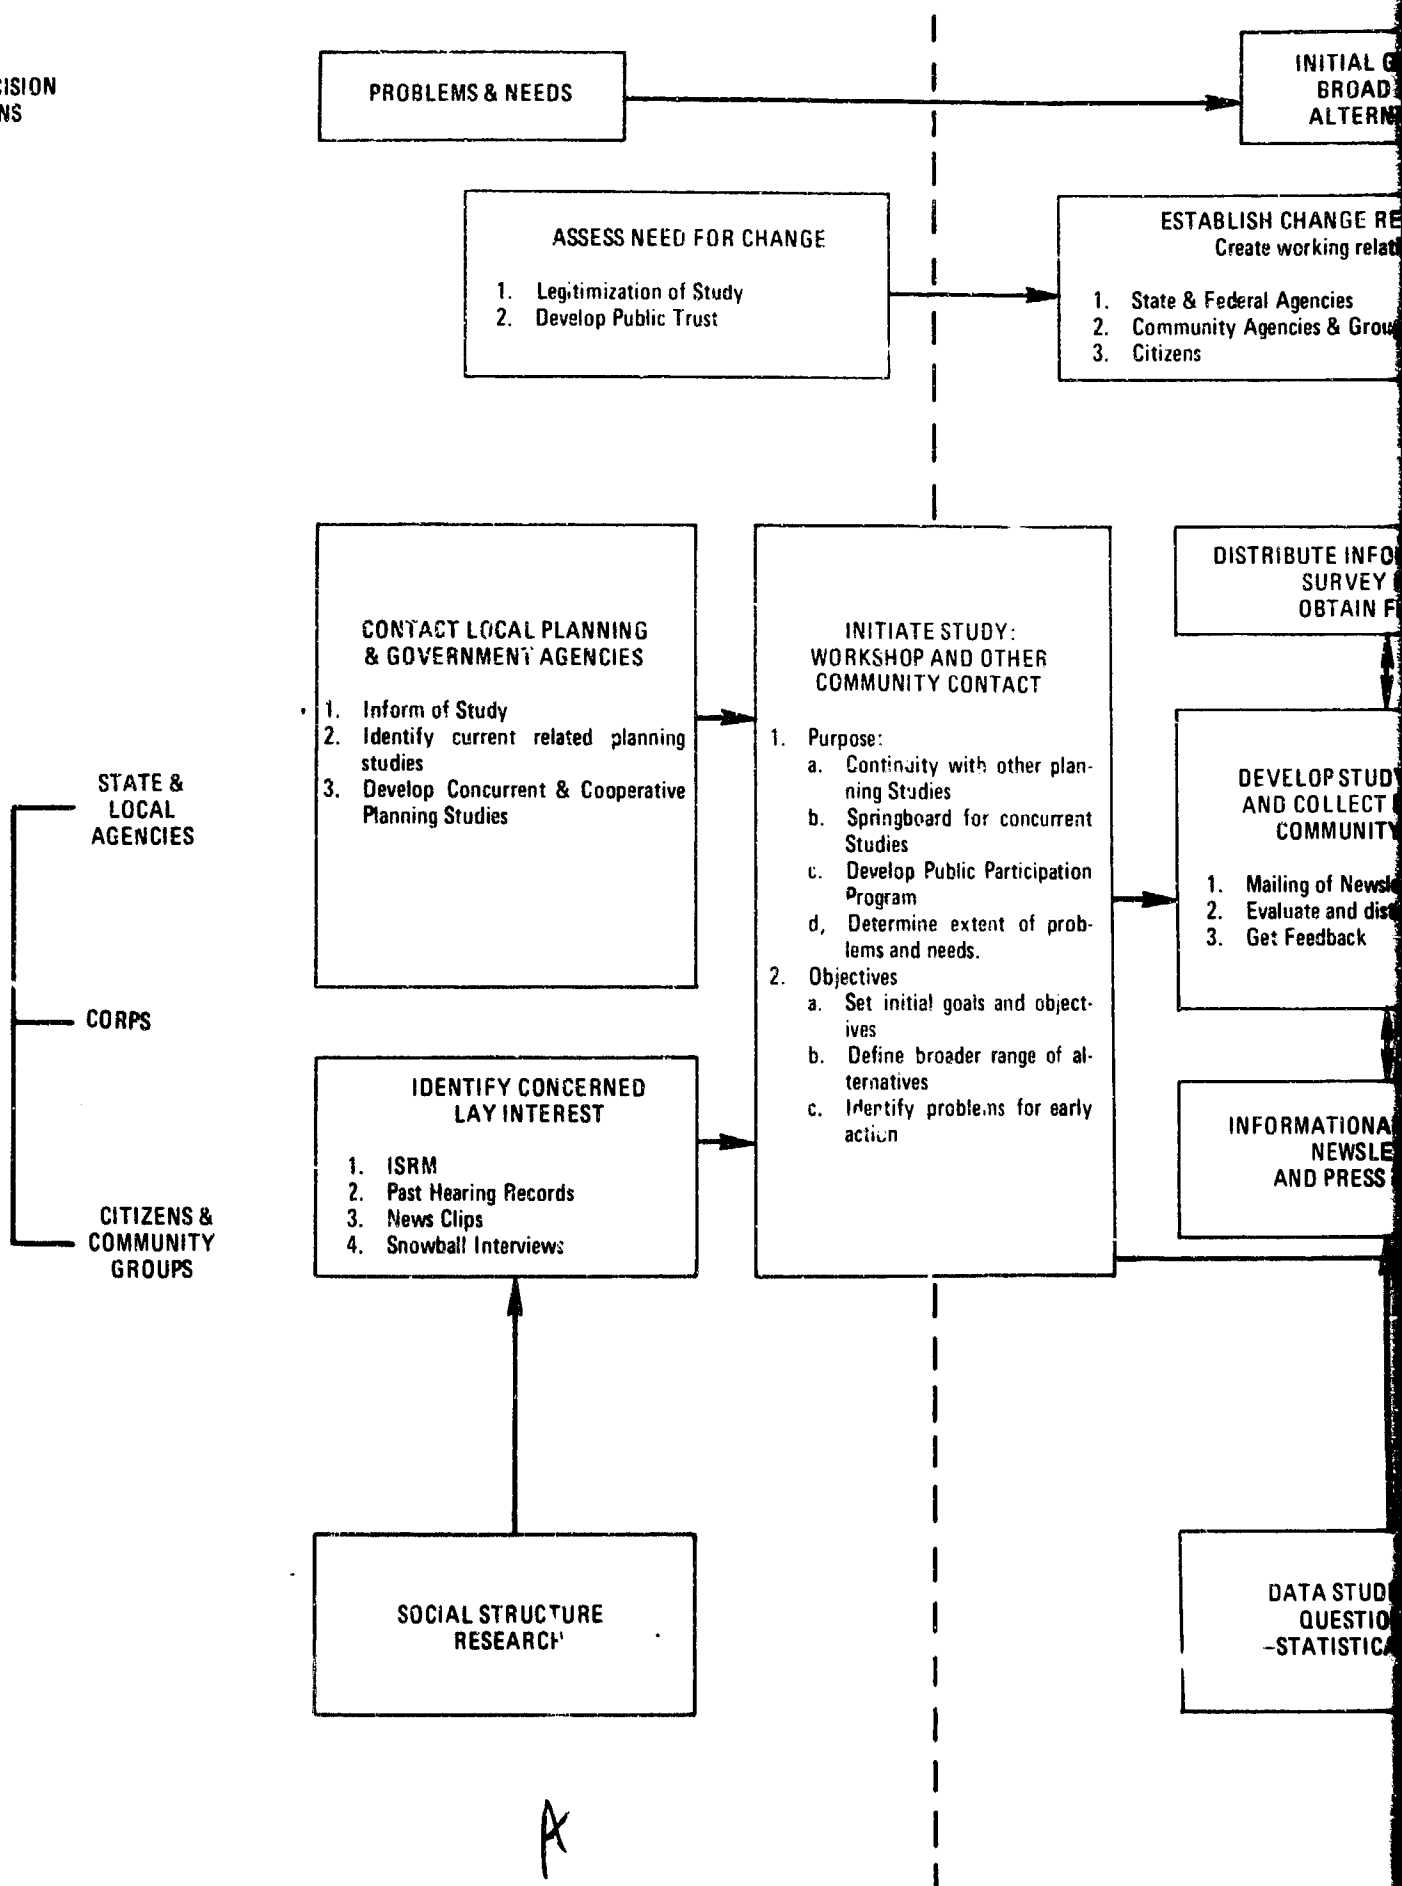 CISION
NS
PROBLEMS & NEEDS
INITIAL G
BROAD
ALTERN
ASSESS NEED FOR CHANGE
1. Legitimization of Study
2. Develop Public Trust
ESTABLISH CHANGE RE
Create working relat
1. State & Federal Agencies
2. Community Agencies & Grou
3. Citizens
STATE &
LOCAL
AGENCIES
CORPS
CITIZENS &
COMMUNITY
GROUPS
CONTACT LOCAL PLANNING
& GOVERNMENT AGENCIES
1. Inform of Study
2. Identify current related planning
studies
3. Develop Concurrent & Cooperative
Planning Studies
IDENTIFY CONCERNED
LAY INTEREST
1. ISRM
2. Past Hearing Records
3. News Clips
4. Snowball Interviews
SOCIAL STRUCTURE
RESEARCH
INITIATE STUDY:
WORKSHOP AND OTHER
COMMUNITY CONTACT
1. Purpose:
a. Continuity with other plan-
ning Studies
b. Springboard for concurrent
Studies
c. Develop Public Participation
Program
d, Determine extent of prob-
lems and needs.
2. Objectives
a. Set initial goals and object-
ives
b. Define broader range of al-
ternatives
c. Identify problems for early
action
DISTRIBUTE INFO
SURVEY
OBTAIN F
DEVELOP STUDY
AND COLLECT
COMMUNITY
1. Mailing of Newsle
2. Evaluate and dist
3. Get Feedback
INFORMATIONA
NEWSLE
AND PRESS
DATA STUDI
QUESTIO
-STATISTICA
A